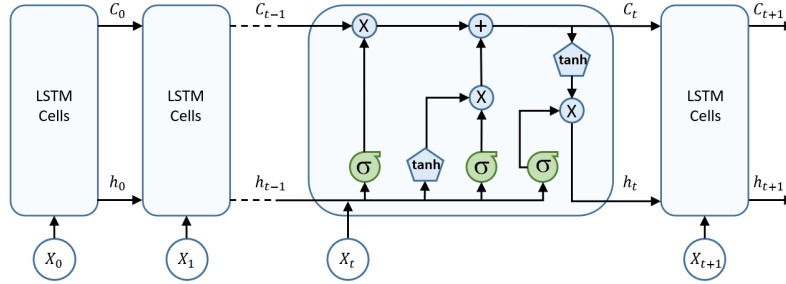 C₀
Cₜ₋₁
Cₜ
Cₜ₊₁
X
+
tanh
LSTM
Cells
LSTM
Cells
X
X
LSTM
Cells
σ
tanh
σ
σ
h₀
hₜ₋₁
hₜ
hₜ₊₁
X₀
X₁
Xₜ
Xₜ₊₁